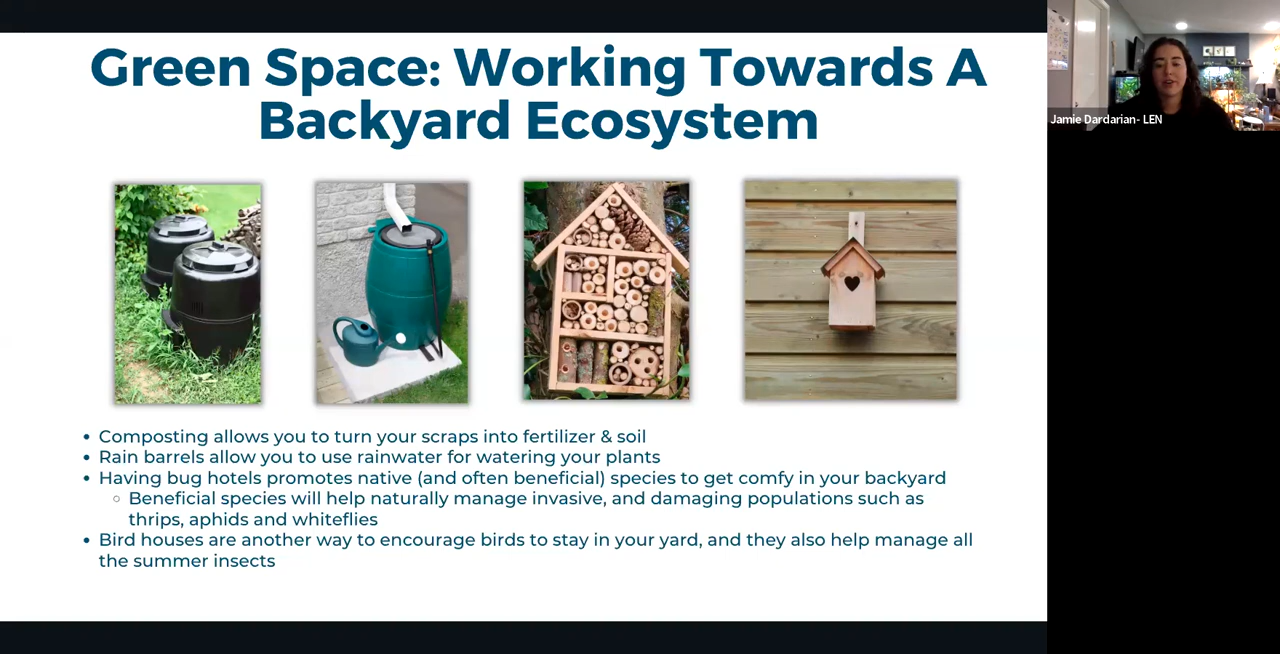 Green Space: Working Towards A
Backyard Ecosystem
Jamie Dardarian- LEN
• Composting allows you to turn your scraps into fertilizer & soil
• Rain barrels allow you to use rainwater for watering your plants
• Having bug hotels promotes native (and often beneficial) species to get comfy in your backyard
○ Beneficial species will help naturally manage invasive, and damaging populations such as
thrips, aphids and whiteflies
• Bird houses are another way to encourage birds to stay in your yard, and they also help manage all
the summer insects